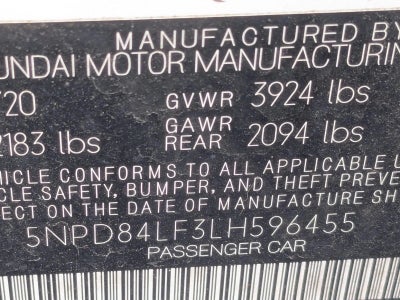 MANUFACTURED BY
UNDAI MOTOR MANUFACTURING
/20 GVWR 3924 lbs
2183 lbs GAWR REAR 2094 lbs
HICLE CONFORMS TO ALL APPLICABLE
CLE SAFETY, BUMPER, AND THEFT PREVE
ECT ON THE DATE OF MANUFACTURE SH
5NPD84LF3LH596455
PASSENGER CAR